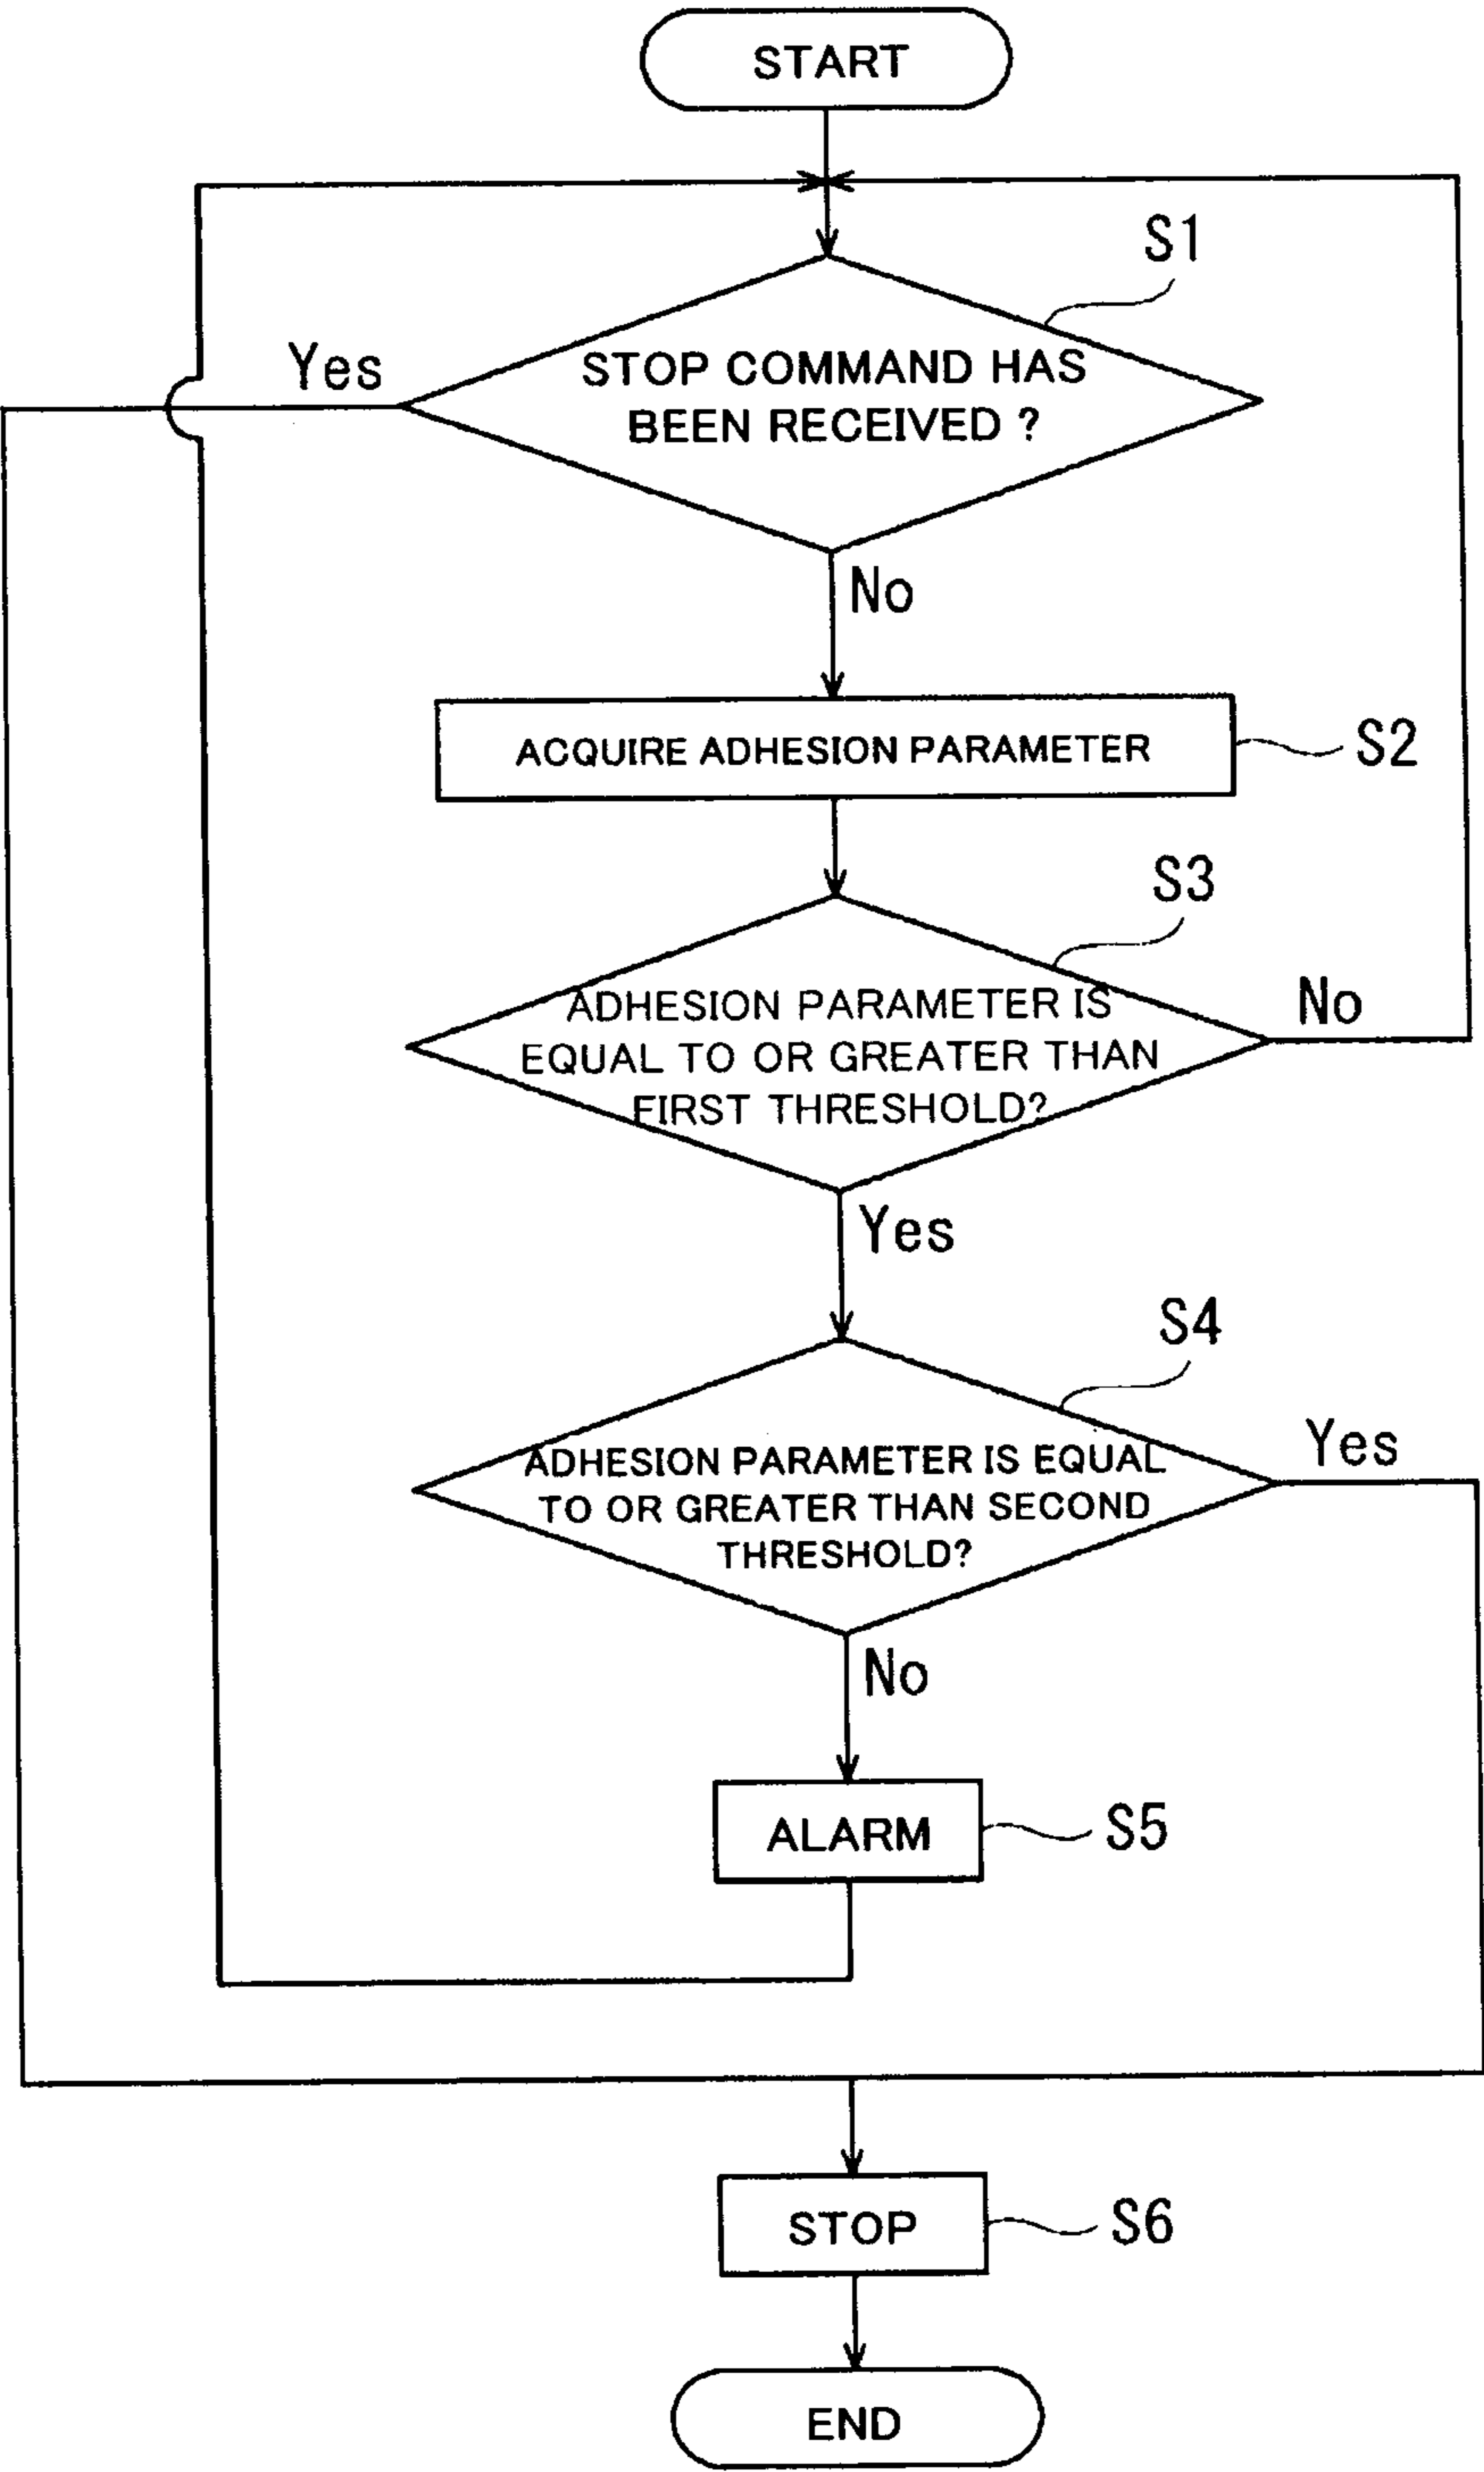 START
S1
Yes
STOP COMMAND HAS
BEEN RECEIVED ?
No
ACQUIRE ADHESION PARAMETER
S2
S3
ADHESION PARAMETER IS
EQUAL TO OR GREATER THAN
FIRST THRESHOLD?
No
Yes
S4
ADHESION PARAMETER IS EQUAL
TO OR GREATER THAN SECOND
THRESHOLD?
Yes
No
ALARM
S5
STOP
S6
END